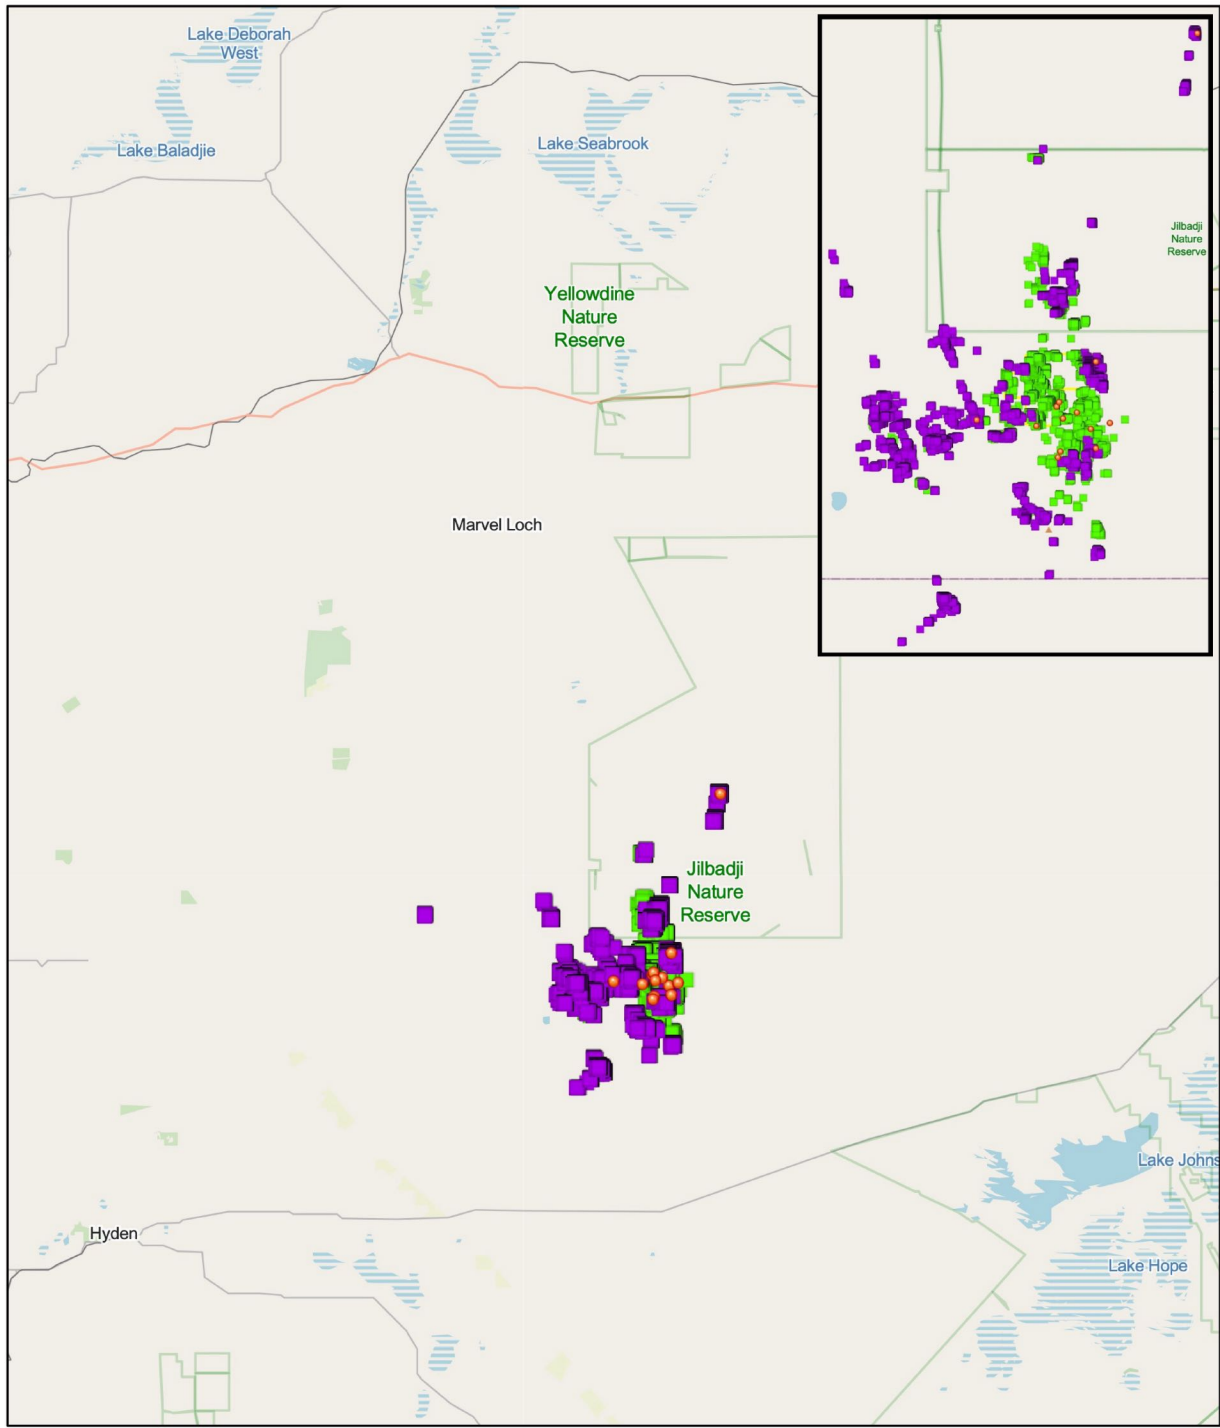 Lake Deborah
West
Lake Baladjie
Lake Seabrook
Jilbadji
Nature
Reserve
Yellowdine
Nature
Reserve
Marvel Loch
Jilbadji
Nature
Reserve
Lake Johns
Hyden
Lake Hope